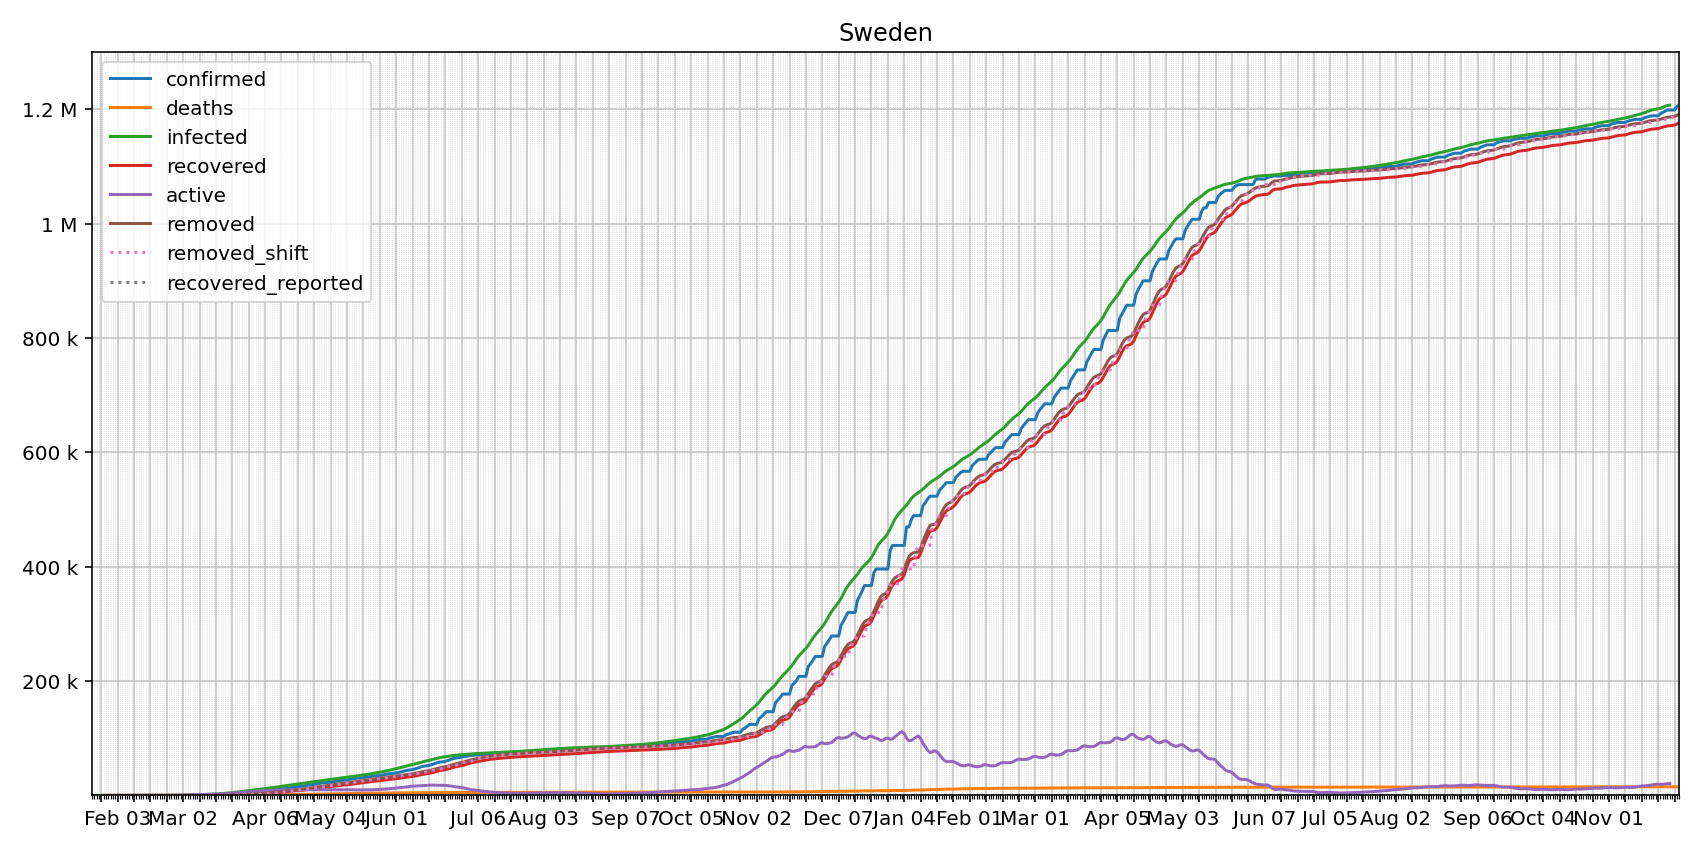 Sweden
confirmed
deaths
infected
recovered
active
removed
removed_shift
recovered_reported
1.2 M
1 M
800 k
600 k
400 k
200 k
Feb 03 Mar 02 Apr 06 May 04 Jun 01 Jul 06 Aug 03 Sep 07 Oct 05 Nov 02 Dec 07 Jan 04 Feb 01 Mar 01 Apr 05 May 03 Jun 07 Jul 05 Aug 02 Sep 06 Oct 04 Nov 01